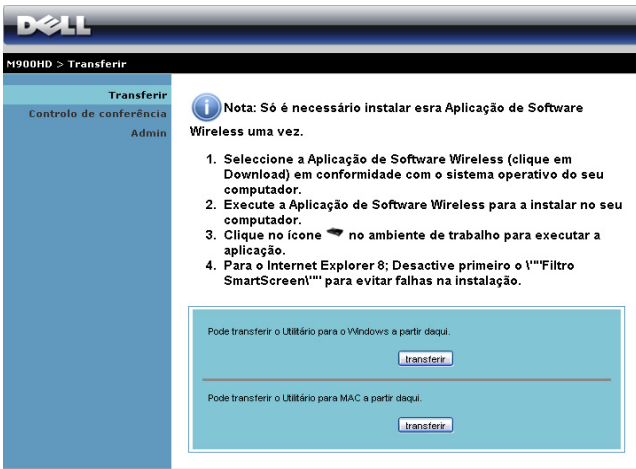 DELL
M900HD > Transferir
Transferir
Controlo de conferência
Admin
Nota: Só é necessário instalar esra Aplicação de Software
Wireless uma vez.
1. Seleccione a Aplicação de Software Wireless (clique em
Download) em conformidade com o sistema operativo do seu
computador.
2. Execute a Aplicação de Software Wireless para a instalar no seu
computador.
3. Clique no ícone no ambiente de trabalho para executar a
aplicação.
4. Para o Internet Explorer 8; Desactive primeiro o \""Filtro
SmartScreen\"" para evitar falhas na instalação.
Pode transferir o Utilitário para o Windows a partir daqui.
transferir
Pode transferir o Utilitário para MAC a partir daqui.
transferir